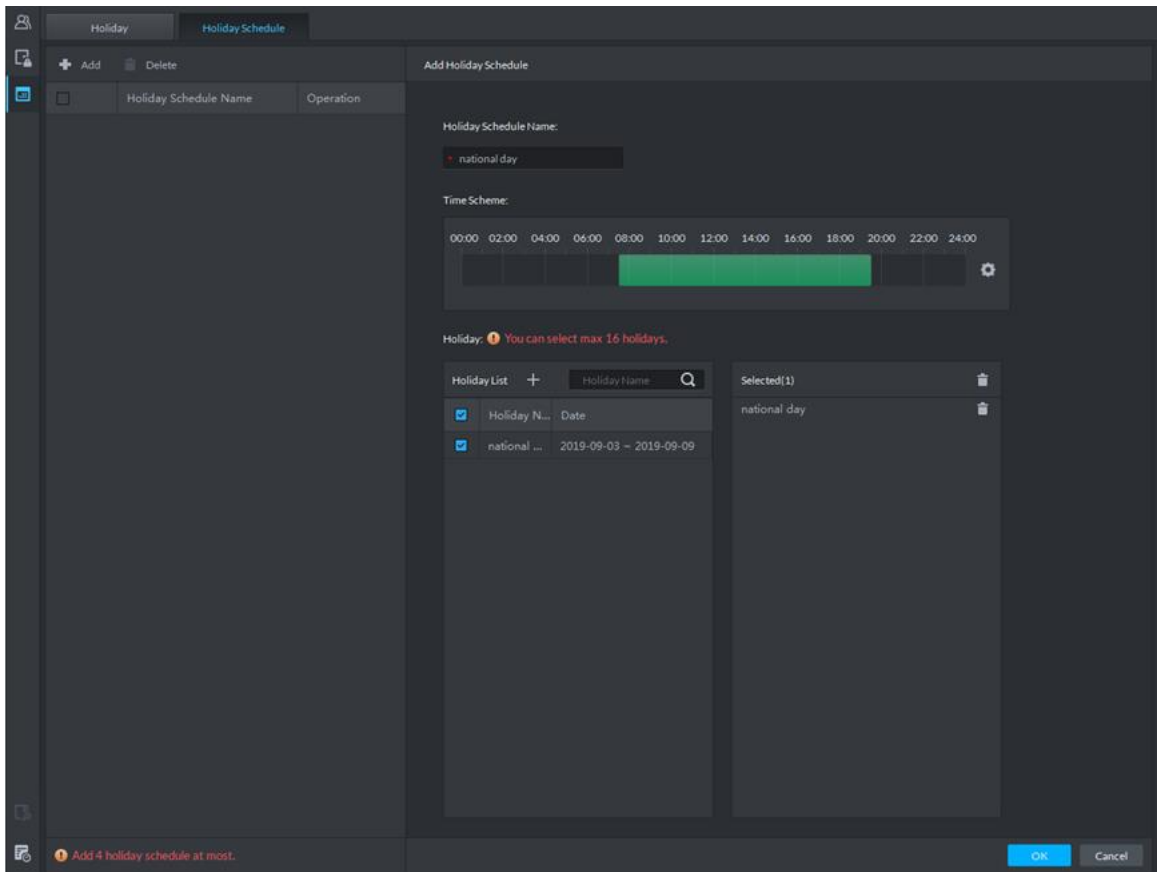 Holiday
Holiday Schedule
Add
Delete
Holiday Schedule Name
Operation
Add 4 holiday schedule at most.
Add Holiday Schedule
Holiday Schedule Name:
* national day
Time Scheme:
00:00 02:00 04:00 06:00 08:00 10:00 12:00 14:00 16:00 18:00 20:00 22:00 24:00
Holiday: You can select max 16 holidays.
Holiday List + Holiday Name
Holiday N... Date
national ... 2019-09-03 ~ 2019-09-09
Selected(1)
national day
OK
Cancel